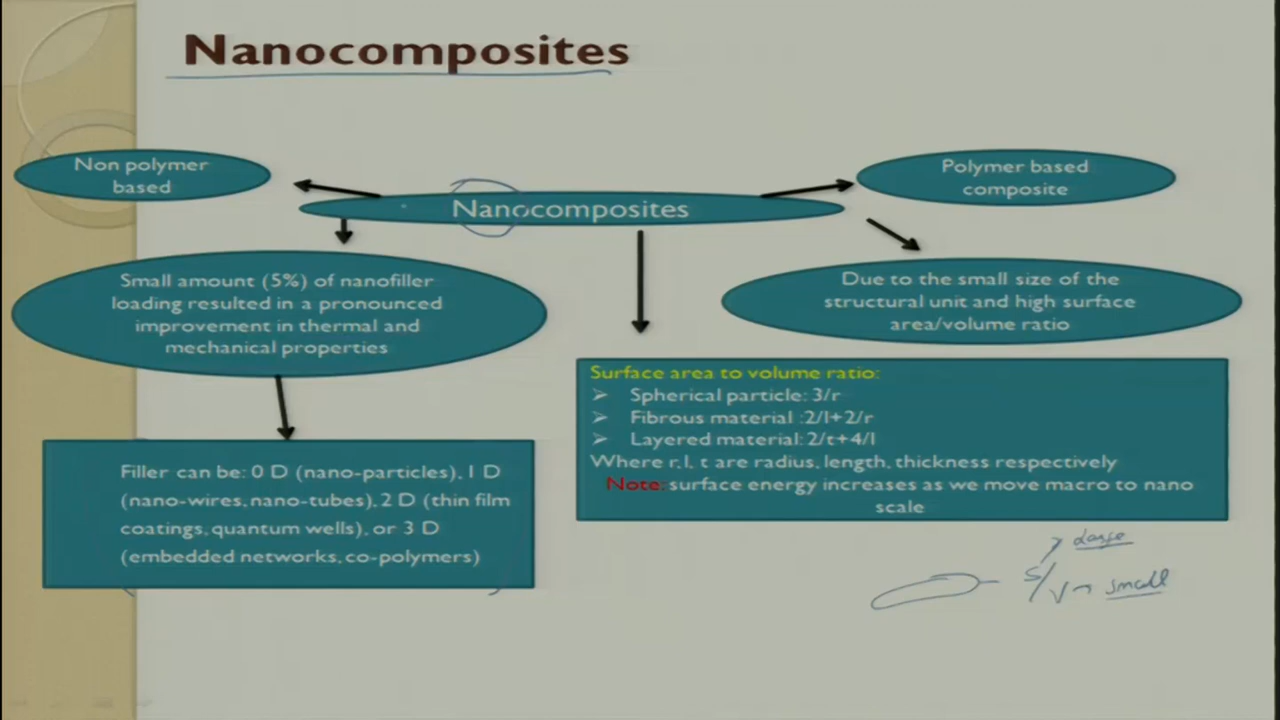 Nanocomposites
Non polymer
based
Nanocomposites
Polymer based
composite
Small amount (5%) of nanofiller
loading resulted in a pronounced
improvement in thermal and
mechanical properties
Due to the small size of the
structural unit and high surface
area/volume ratio
Filler can be: 0 D (nano-particles), 1 D
(nano-wires, nano-tubes), 2 D (thin film
coatings, quantum wells), or 3 D
(embedded networks, co-polymers)
Surface area to volume ratio:
➢ Spherical particle: 3/r
➢ Fibrous material :2/l+2/r
➢ Layered material: 2/t+4/l
Where r, l, t are radius, length, thickness respectively
Note: surface energy increases as we move macro to nano
scale
Large
S/V → small